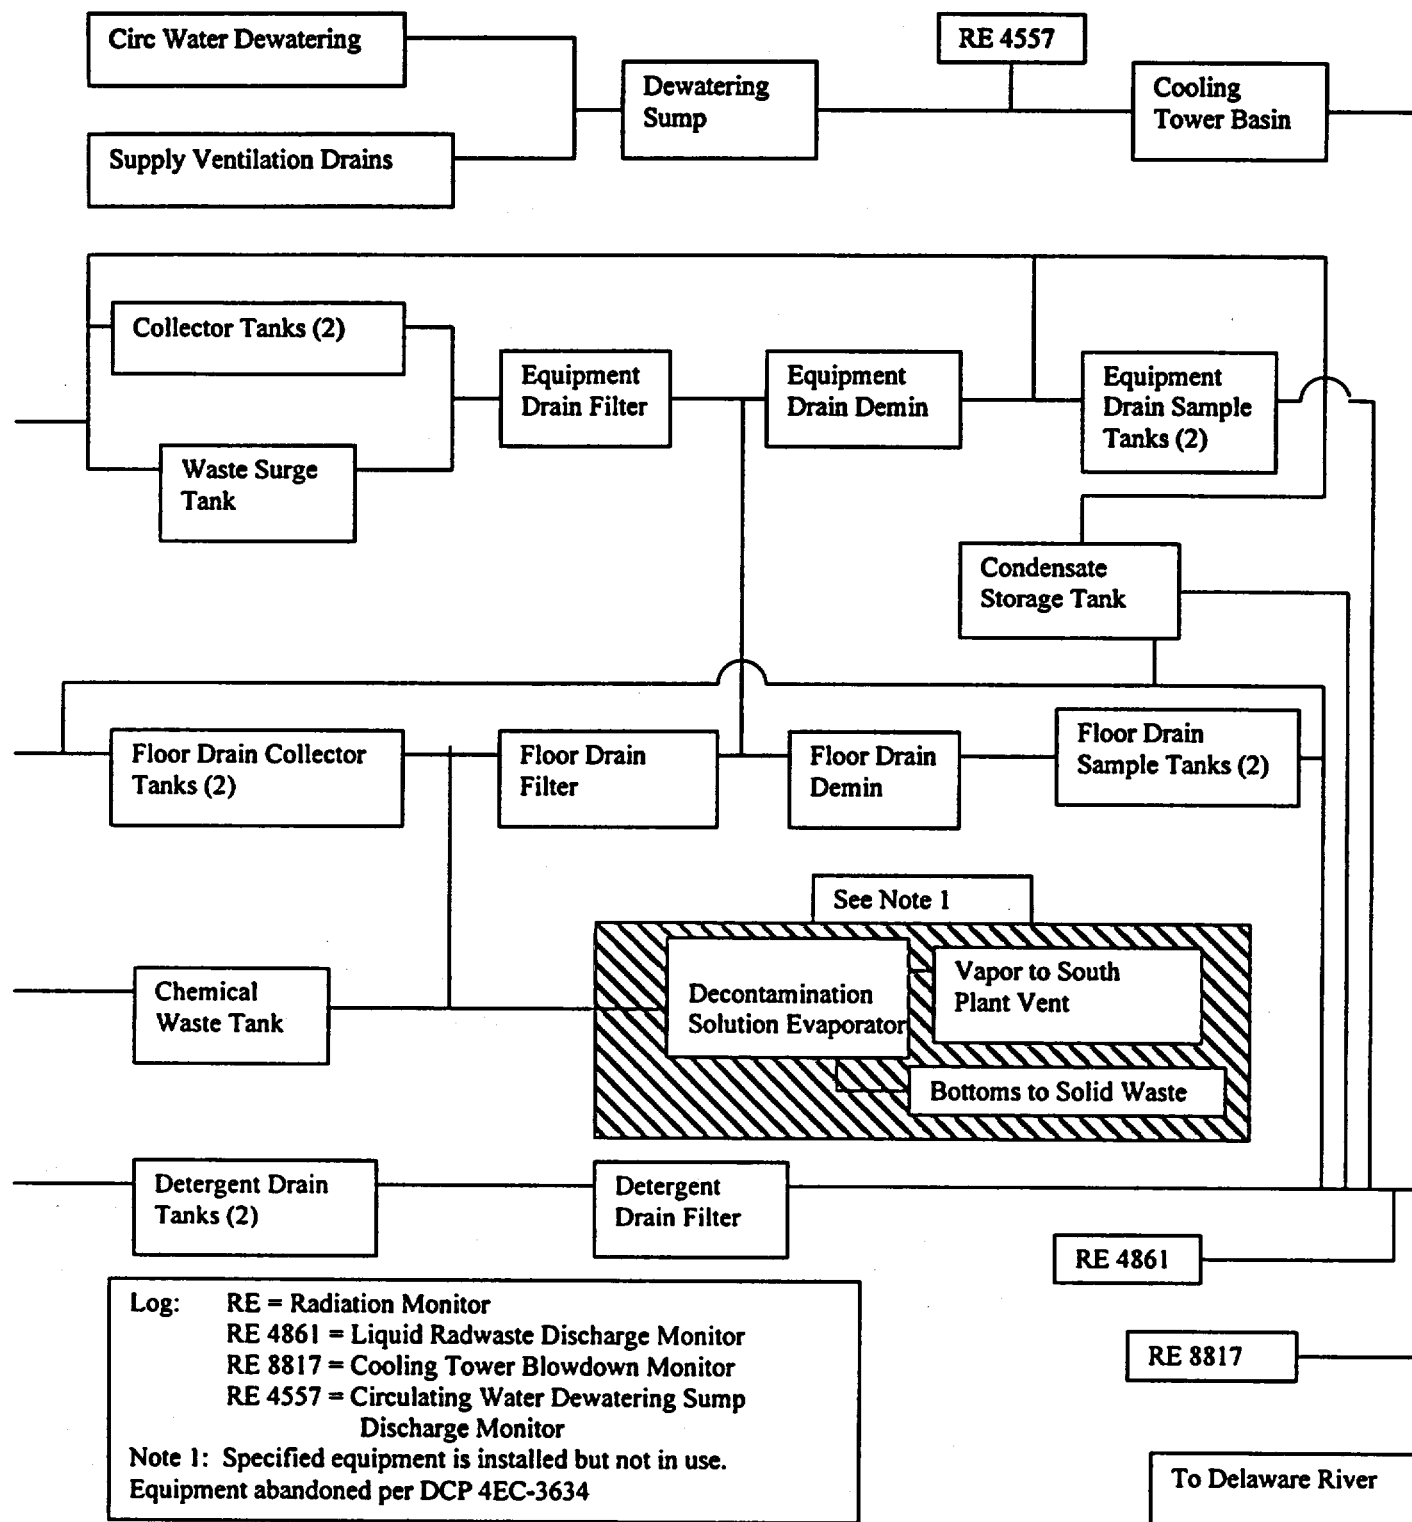 Circ Water Dewatering
RE 4557
Dewatering
Sump
Cooling
Tower Basin
Supply Ventilation Drains
Collector Tanks (2)
Equipment
Drain Filter
Equipment
Drain Demin
Equipment
Drain Sample
Tanks (2)
Waste Surge
Tank
Condensate
Storage Tank
Floor Drain Collector
Tanks (2)
Floor Drain
Filter
Floor Drain
Demin
Floor Drain
Sample Tanks (2)
See Note 1
Chemical
Waste Tank
Decontamination
Solution Evaporator
Vapor to South
Plant Vent
Bottoms to Solid Waste
Detergent Drain
Tanks (2)
Detergent
Drain Filter
RE 4861
RE 8817
Log: RE = Radiation Monitor
RE 4861 = Liquid Radwaste Discharge Monitor
RE 8817 = Cooling Tower Blowdown Monitor
RE 4557 = Circulating Water Dewatering Sump
Discharge Monitor
Note 1: Specified equipment is installed but not in use.
Equipment abandoned per DCP 4EC-3634
To Delaware River